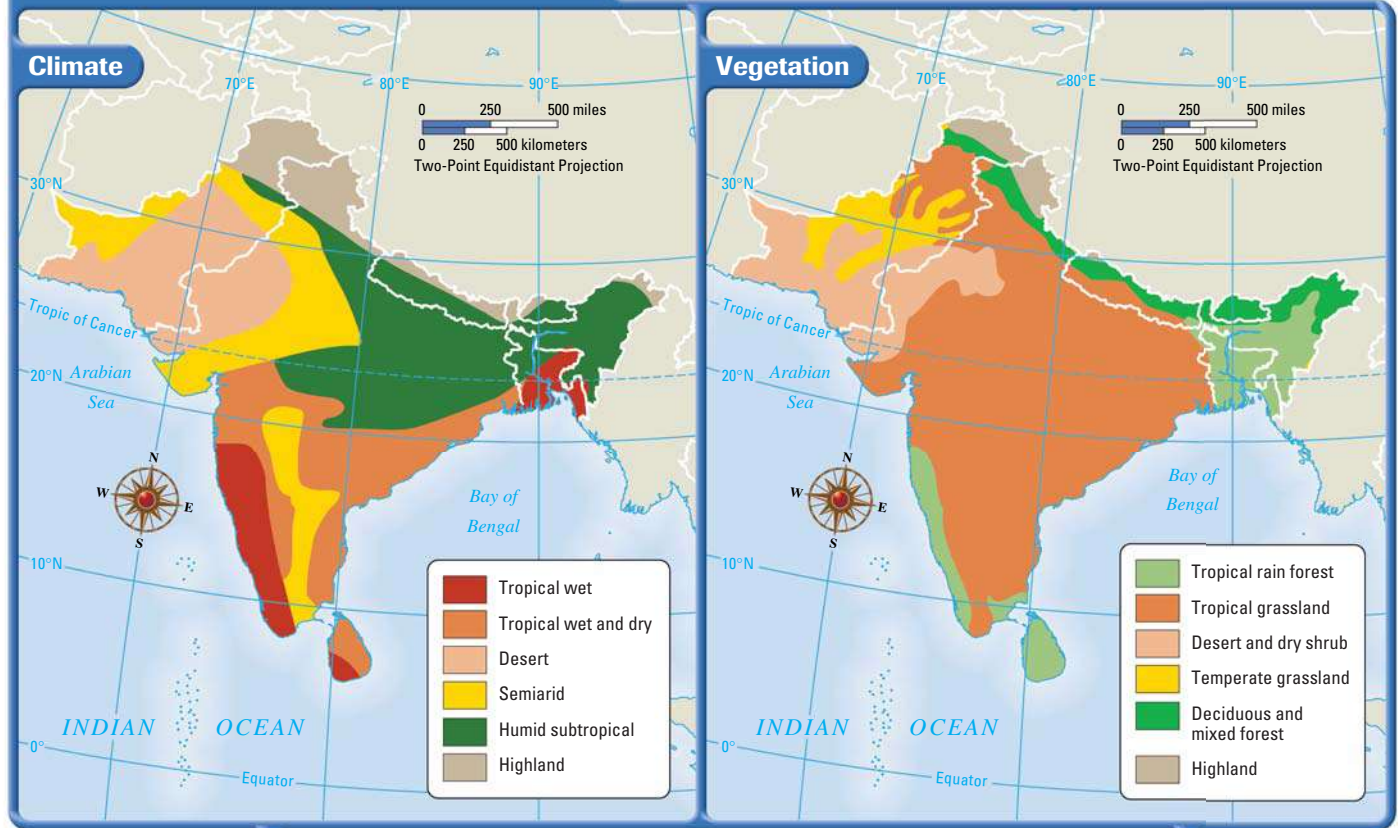 Climate
70°E
80°E
90°E
0 250 500 miles
0 250 500 kilometers
Two-Point Equidistant Projection
30°N
Tropic of Cancer
20°N
Arabian
Sea
N
W
E
S
Bay of
Bengal
10°N
INDIAN OCEAN
0°
Equator
Tropical wet
Tropical wet and dry
Desert
Semiarid
Humid subtropical
Highland
Vegetation
70°E
80°E
90°E
0 250 500 miles
0 250 500 kilometers
Two-Point Equidistant Projection
30°N
Tropic of Cancer
20°N
Arabian
Sea
N
W
E
S
Bay of
Bengal
10°N
INDIAN OCEAN
0°
Equator
Tropical rain forest
Tropical grassland
Desert and dry shrub
Temperate grassland
Deciduous and
mixed forest
Highland